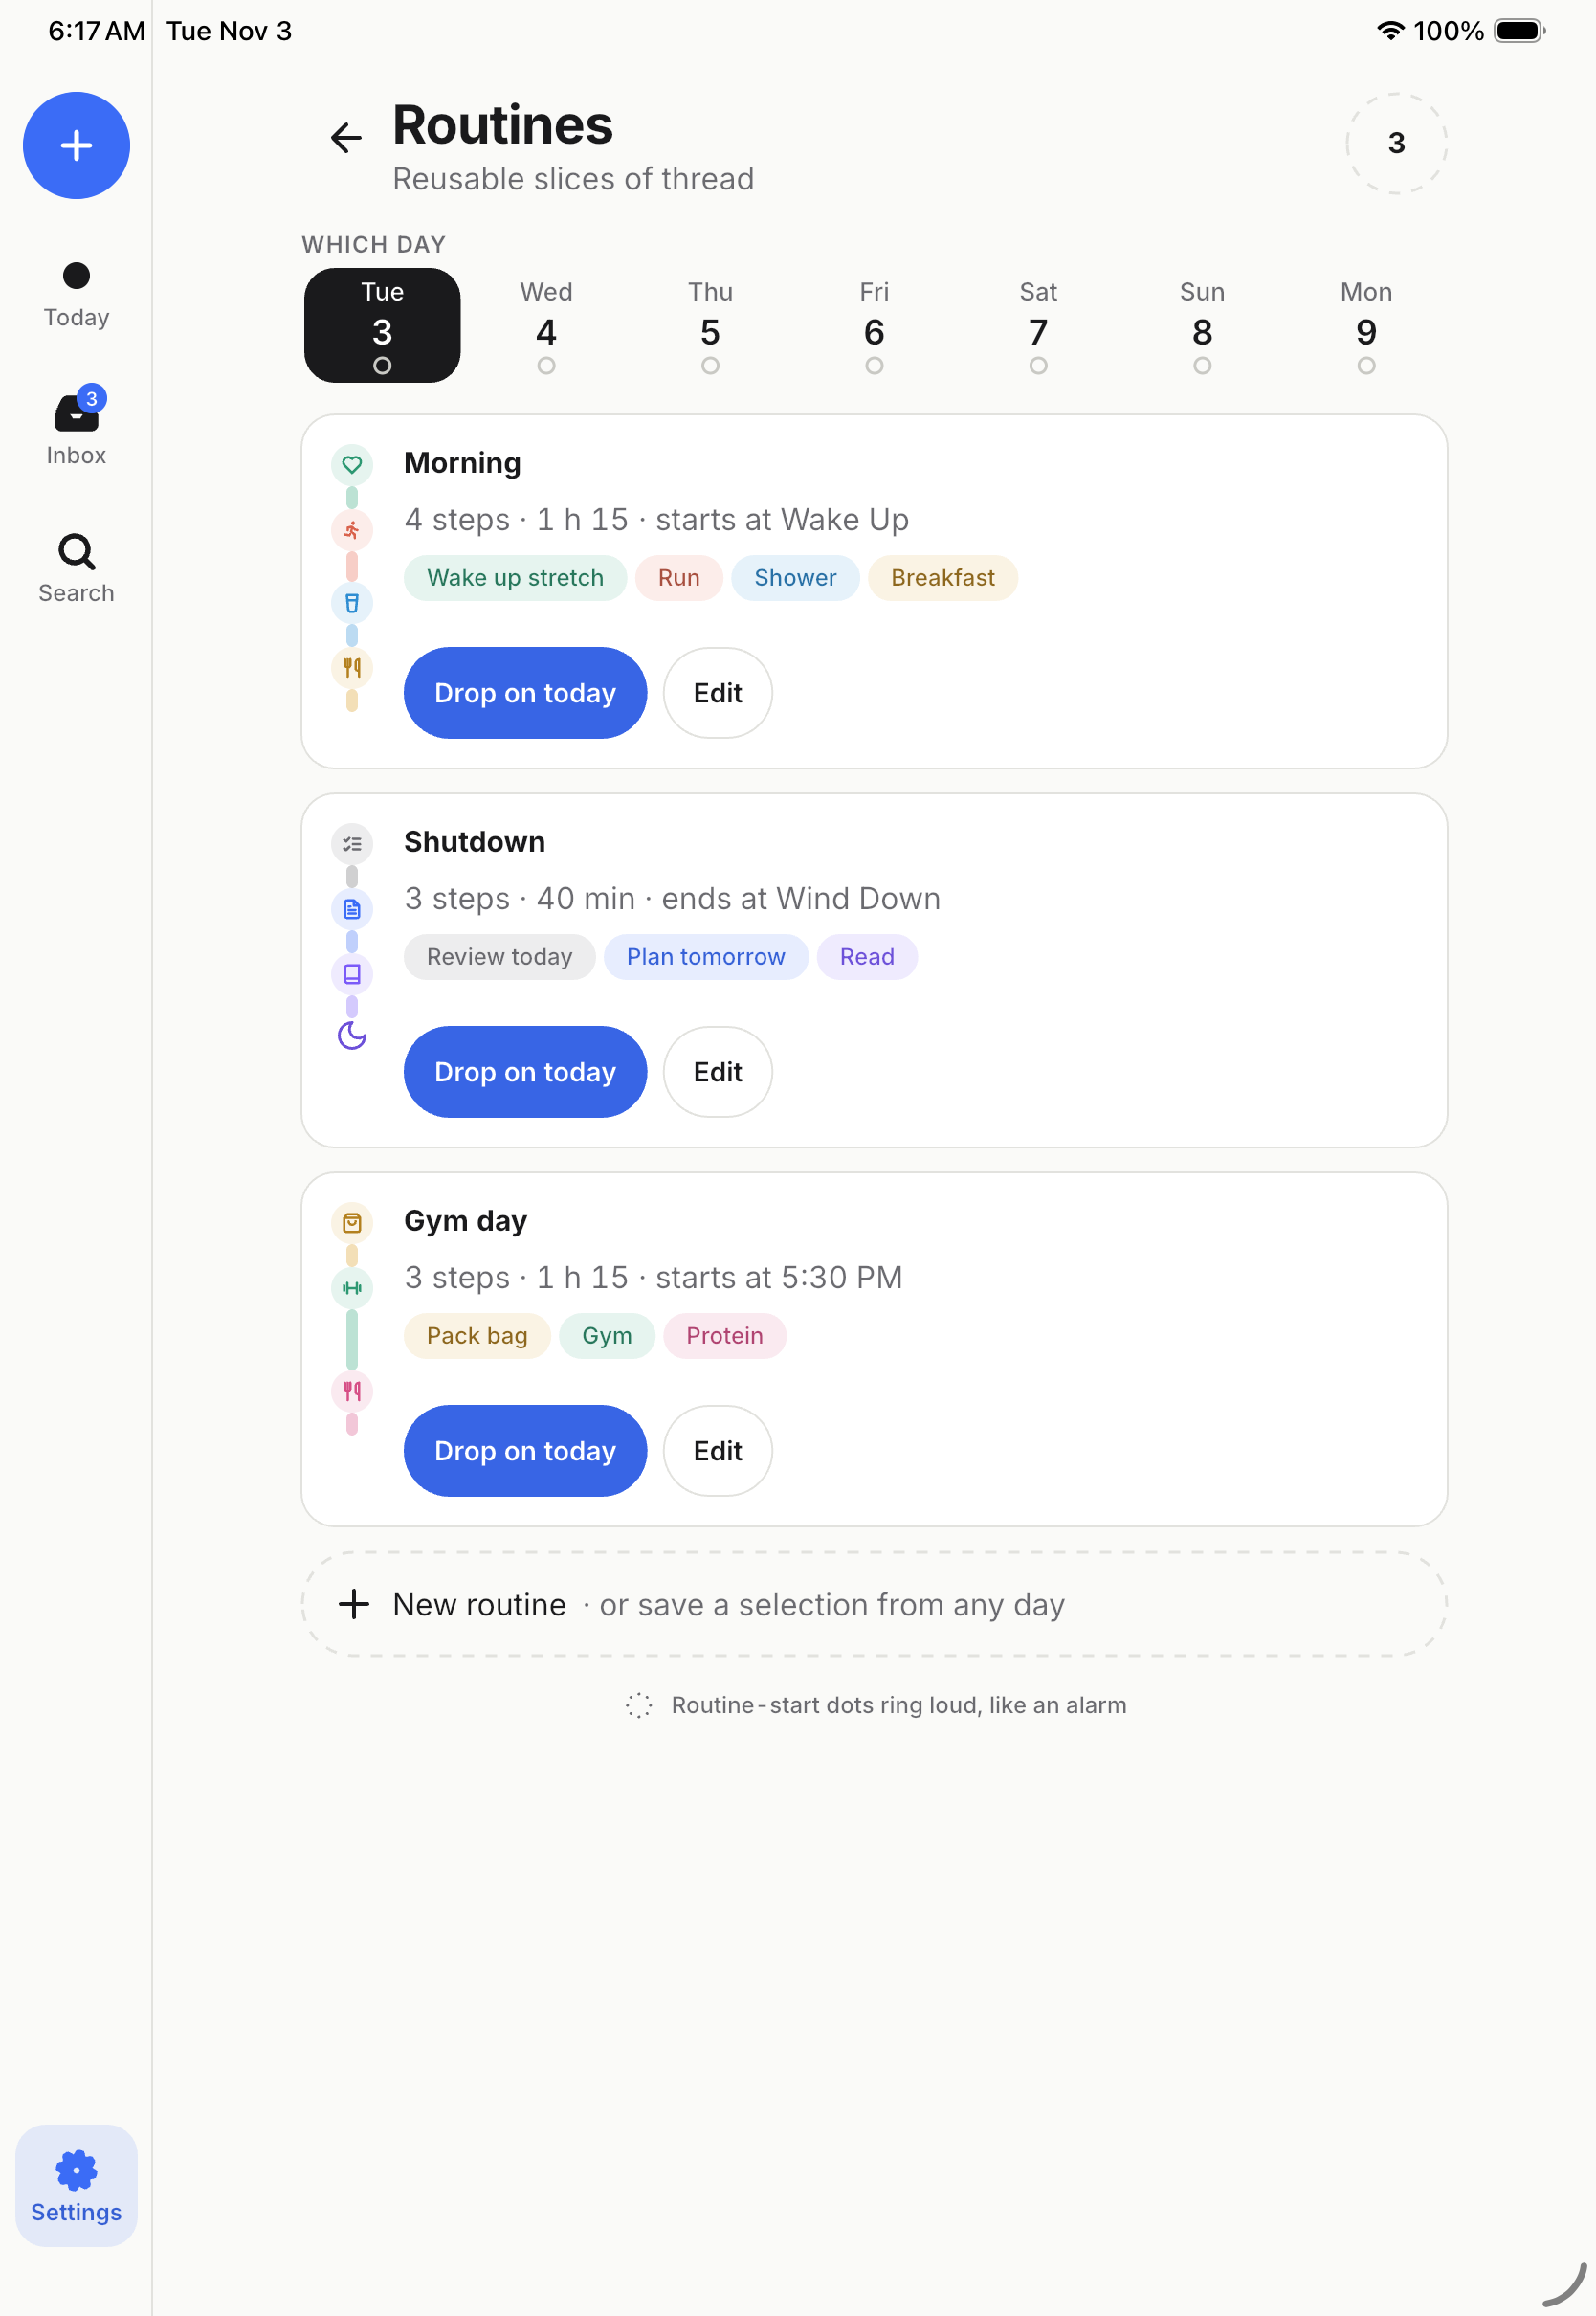 6:17 AM Tue Nov 3 100%
Today
3
Inbox
Search
Settings
Routines
Reusable slices of thread
3
WHICH DAY
Tue Wed Thu Fri Sat Sun Mon
3 4 5 6 7 8 9
Morning
4 steps · 1 h 15 · starts at Wake Up
Wake up stretch Run Shower Breakfast
Drop on today Edit
Shutdown
3 steps · 40 min · ends at Wind Down
Review today Plan tomorrow Read
Drop on today Edit
Gym day
3 steps · 1 h 15 · starts at 5:30 PM
Pack bag Gym Protein
Drop on today Edit
New routine · or save a selection from any day
Routine-start dots ring loud, like an alarm